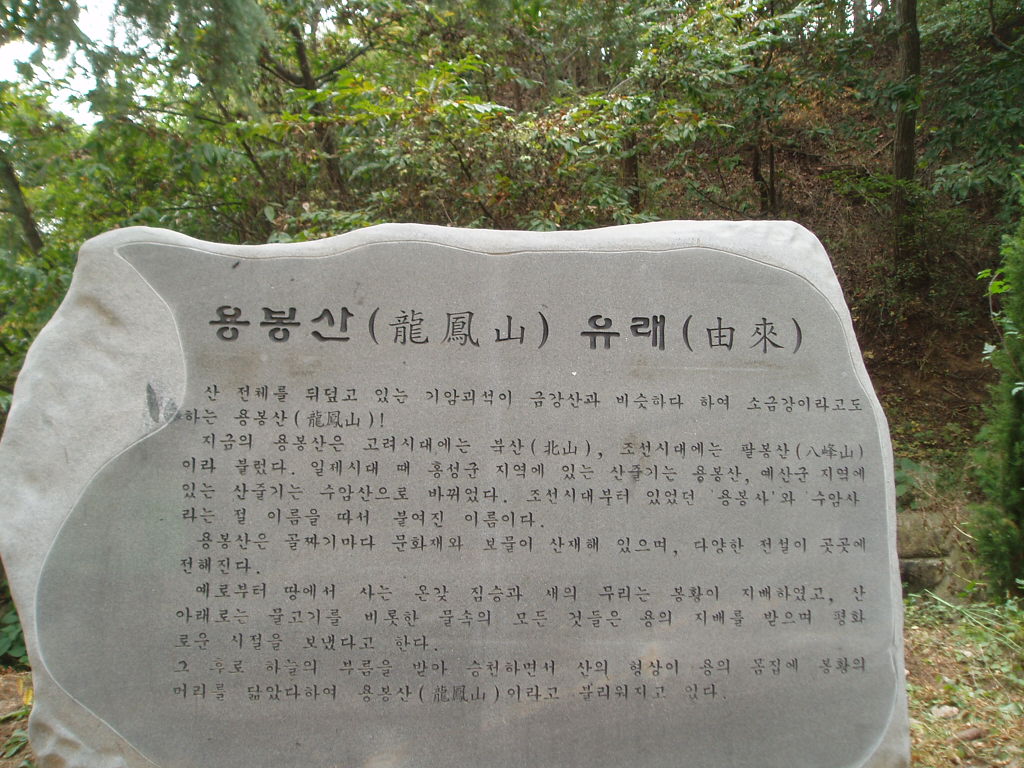 용봉산(龍鳳山) 유래(由來)
산 전체를 뒤덮고 있는 기암괴석이 금강산과 비슷하다 하여 소금강이라고도
하는 용봉산(龍鳳山)!
지금의 용봉산은 고려시대에는 북산(北山), 조선시대에는 팔봉산(八峰山)
이라 불렀다. 일제시대 때 홍성군 지역에 있는 산줄기는 용봉산, 예산군 지역에
있는 산줄기는 수암산으로 바뀌었다. 조선시대부터 있었던 '용봉사'와 '수암사'
라는 절 이름을 따서 붙여진 이름이다.
용봉산은 골짜기마다 문화재와 보물이 산재해 있으며, 다양한 전설이 곳곳에
전해진다.
예로부터 땅에서 사는 온갖 짐승과 새의 무리는 봉황이 지배하였고, 산
아래로는 물고기를 비롯한 물속의 모든 것들은 용의 지배를 받으며 평화
로운 시절을 보냈다고 한다.
그 후로 하늘의 부름을 받아 승천하면서 산의 형상이 용의 몸집에 봉황의
머리를 닮았다하여 용봉산(龍鳳山)이라고 불리워지고 있다.